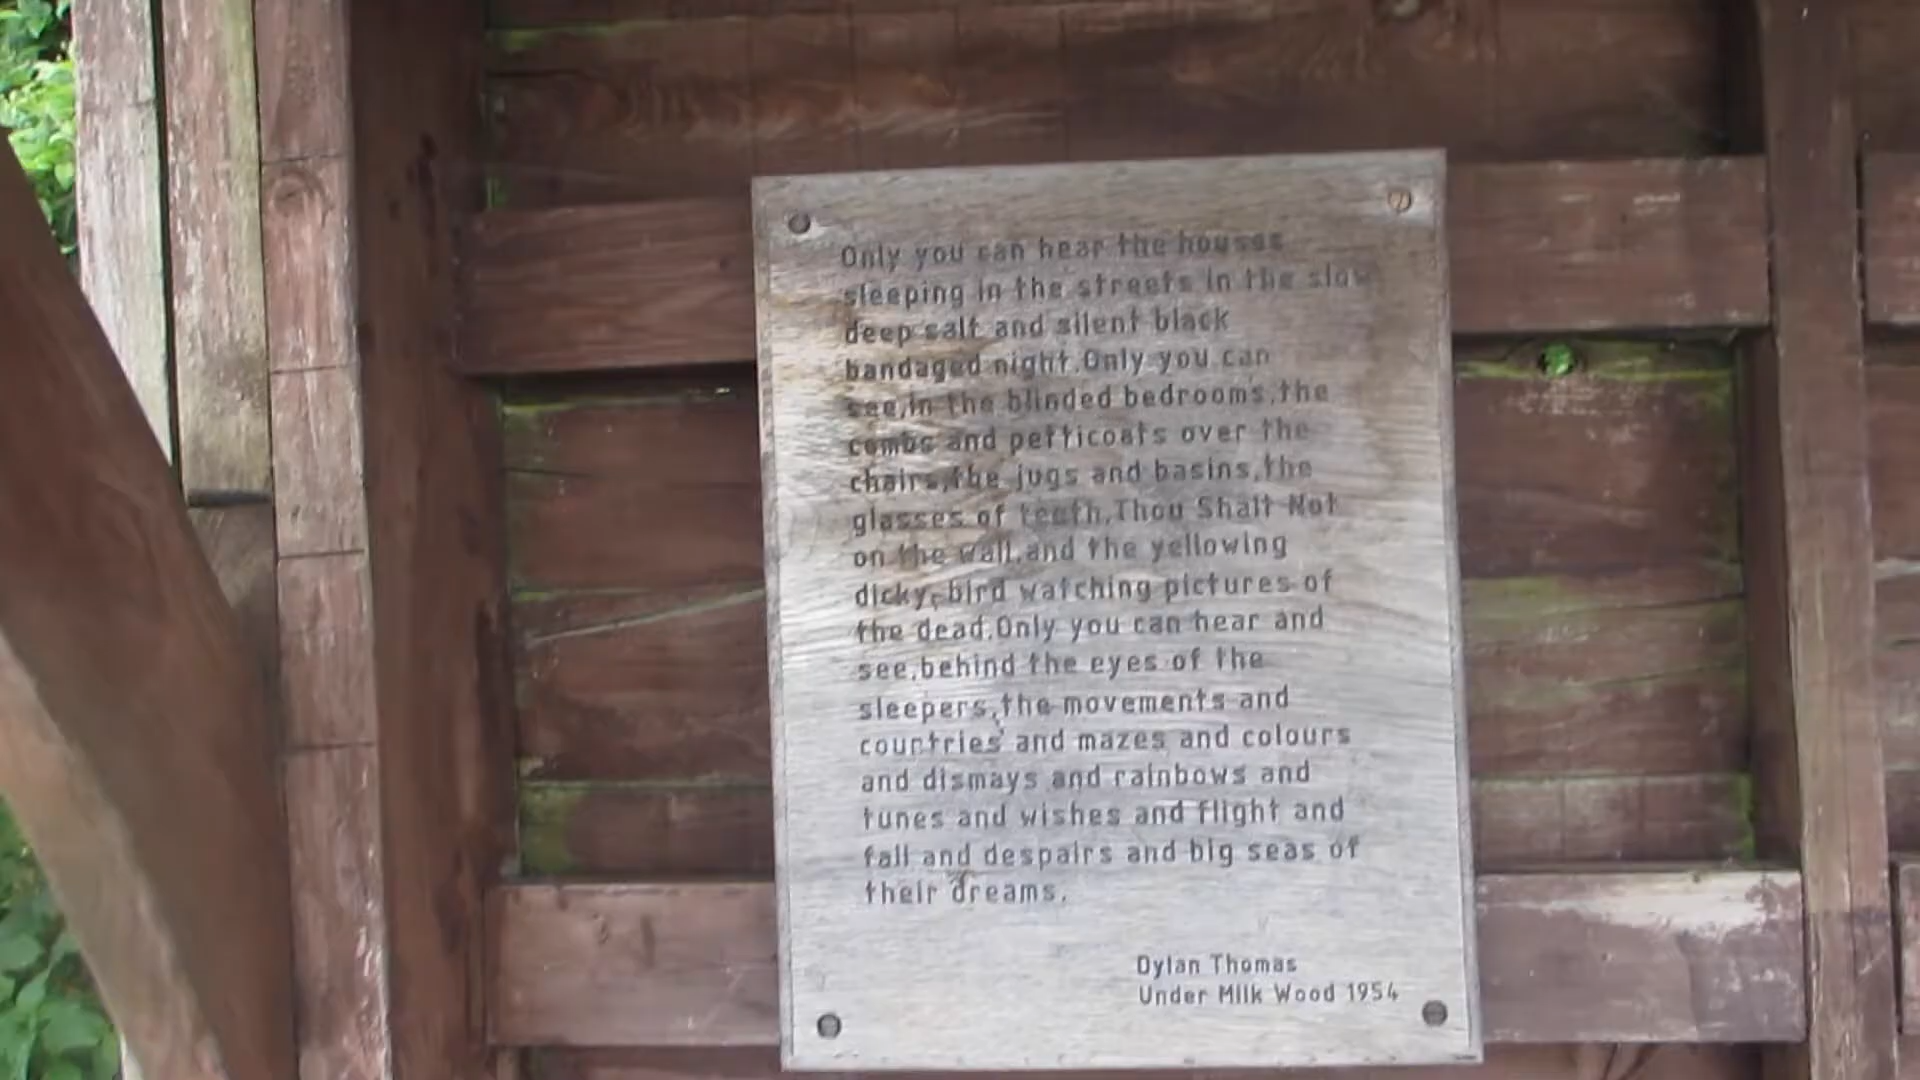 Only you can hear the houses
sleeping in the streets in the slow
deep salt and silent black
bandaged night.Only you can
see,in the blinded bedrooms,the
combs and petticoats over the
chairs,the jugs and basins,the
glasses of teeth,Thou Shalt Not
on the wall,and the yellowing
dicky-bird watching pictures of
the dead.Only you can hear and
see,behind the eyes of the
sleepers,the movements and
countries and mazes and colours
and dismays and rainbows and
tunes and wishes and flight and
fall and despairs and big seas of
their dreams.
Dylan Thomas
Under Milk Wood 1954